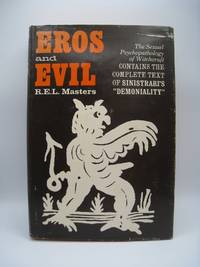 EROS
and
EVIL
R.E.L. Masters
The Sexual
Psychopathology
of Witchcraft
CONTAINS THE
COMPLETE TEXT
OF SINISTRARI'S
"DEMONIALITY"